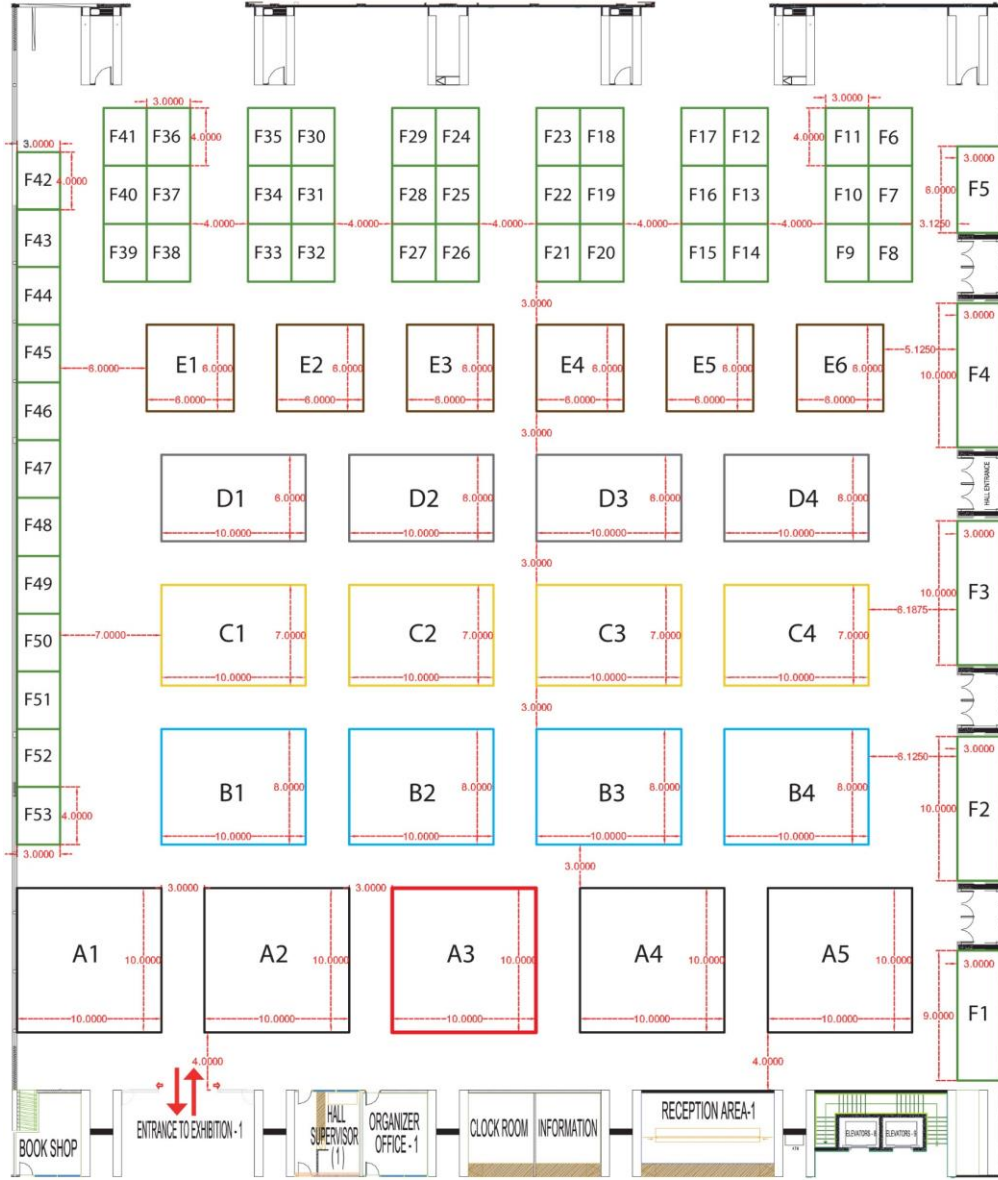 3.0000 3.0000
F41 F36 F35 F30 F29 F24 F23 F18 F17 F12 F11 F6
4.0000 4.0000
3.0000 3.0000
F42 4.0000 F5
6.0000
F40 F37 F34 F31 F28 F25 F22 F19 F16 F13 F10 F7
4.0000 4.0000 4.0000 4.0000 4.0000 3.1250
F43
F39 F38 F33 F32 F27 F26 F21 F20 F15 F14 F9 F8
F44
3.0000
3.0000
F45 5.1250
6.0000 E1 6.0000 E2 6.0000 E3 6.0000 E4 6.0000 E5 6.0000 E6 6.0000 10.0000 F4
6.0000 6.0000 6.0000 6.0000 6.0000 6.0000
F46
3.0000
F47
HALL ENTRANCE
D1 6.0000 D2 6.0000 D3 6.0000 D4 6.0000
F48
10.0000 10.0000 10.0000 10.0000
3.0000
3.0000
F49
10.0000 F3
6.1875
7.0000 C1 7.0000 C2 7.0000 C3 7.0000 C4 7.0000
F50
10.0000 10.0000 10.0000 10.0000
F51
3.0000
3.0000
F52 6.1250
B1 8.0000 B2 8.0000 B3 8.0000 B4 8.0000
10.0000 F2
F53 4.0000
10.0000 10.0000 10.0000 10.0000
3.0000
3.0000
3.0000 3.0000
A1 10.0000 A2 10.0000 A3 10.0000 A4 10.0000 A5 10.0000
3.0000
9.0000 F1
10.0000 10.0000 10.0000 10.0000 10.0000
4.0000 4.0000
BOOK SHOP
ENTRANCE TO EXHIBITION - 1
HALL
SUPERVISOR
(1)
ORGANIZER
OFFICE - 1
CLOCK ROOM
INFORMATION
RECEPTION AREA-1
ELEVATORS - 8
ELEVATORS - 9